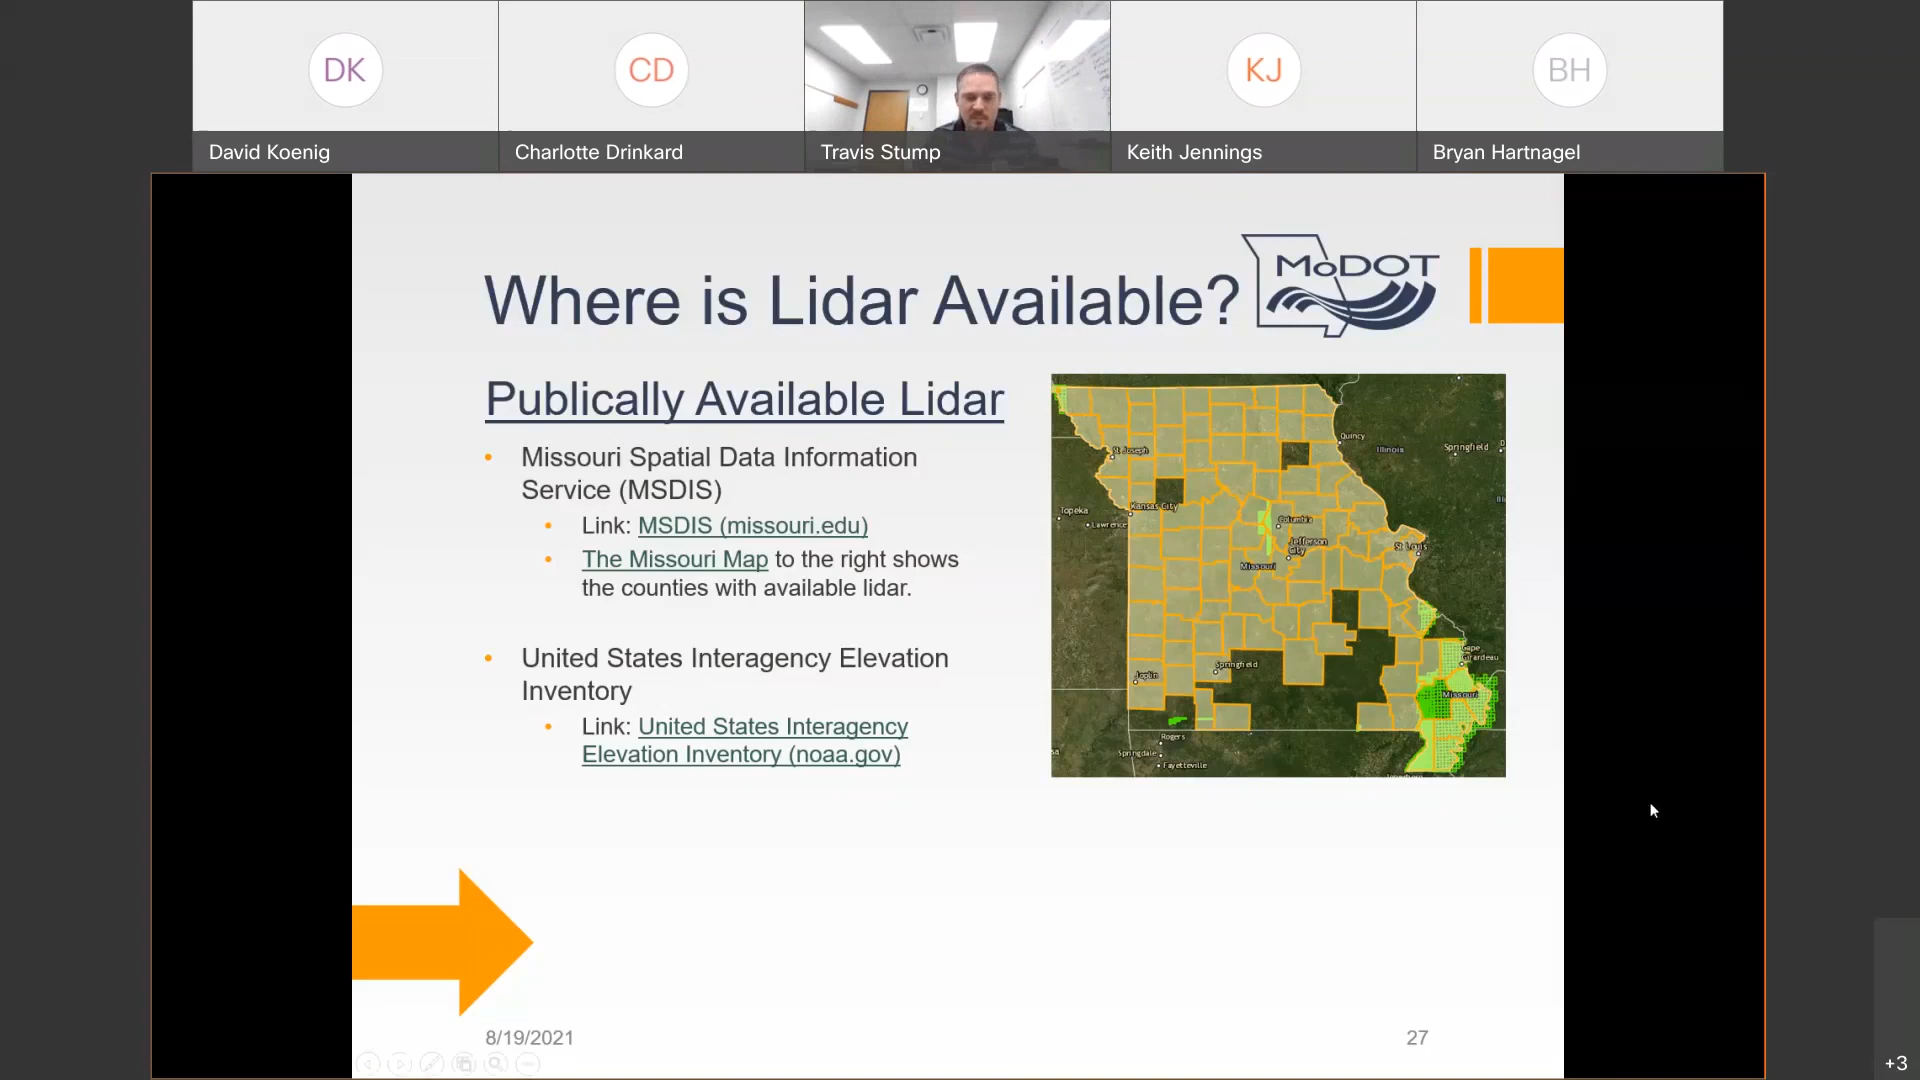 DK
CD
KJ
BH
David Koenig
Charlotte Drinkard
Travis Stump
Keith Jennings
Bryan Hartnagel
Where is Lidar Available?
MoDOT
Publically Available Lidar
• Missouri Spatial Data Information
Service (MSDIS)
• Link: MSDIS (missouri.edu)
• The Missouri Map to the right shows
the counties with available lidar.
• United States Interagency Elevation
Inventory
• Link: United States Interagency
Elevation Inventory (noaa.gov)
Quincy
Illinois
Springfield
St Joseph
Kansas City
Topeka
Lawrence
Columbia
Jefferson
City
St Louis
Missouri
Cape
Girardeau
Springfield
Joplin
Missouri
Rogers
Springdale
Fayetteville
8/19/2021
27
+3